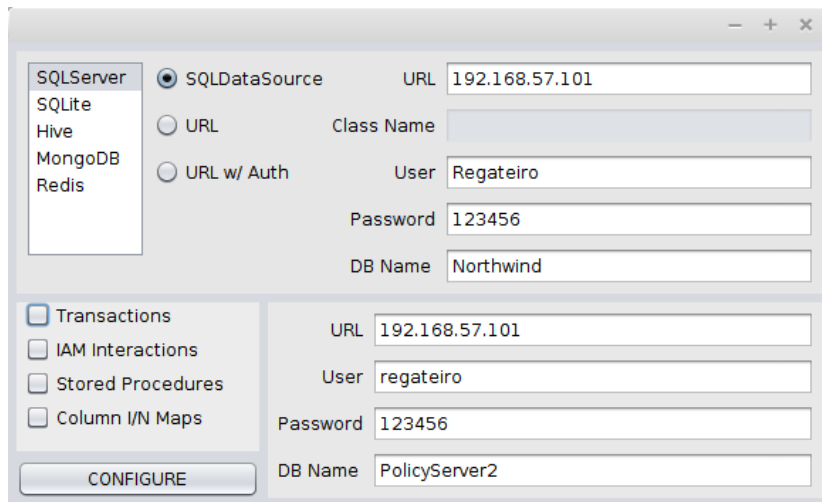 SQLServer
SQLite
Hive
MongoDB
Redis
SQLDataSource
URL
URL w/ Auth
URL 192.168.57.101
Class Name
User Regateiro
Password 123456
DB Name Northwind
Transactions
IAM Interactions
Stored Procedures
Column I/N Maps
CONFIGURE
URL 192.168.57.101
User regateiro
Password 123456
DB Name PolicyServer2